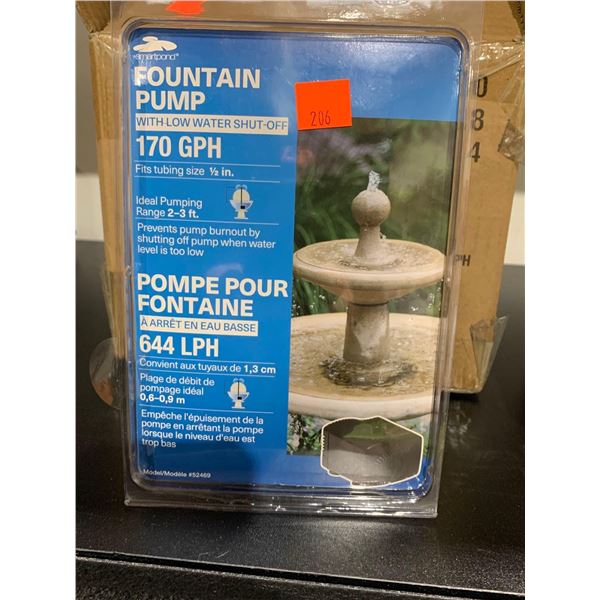 smartpond®
FOUNTAIN
PUMP
WITH LOW WATER SHUT-OFF
170 GPH
Fits tubing size ½ in.
Ideal Pumping
Range 2–3 ft.
Prevents pump burnout by
shutting off pump when water
level is too low
POMPE POUR
FONTAINE
À ARRÊT EN EAU BASSE
644 LPH
Convient aux tuyaux de 1,3 cm
Plage de débit de
pompage idéal
0,6–0,9 m
Empêche l'épuisement de la
pompe en arrêtant la pompe
lorsque le niveau d'eau est
trop bas
Model/Modèle #52469
206
0
8
4
PH